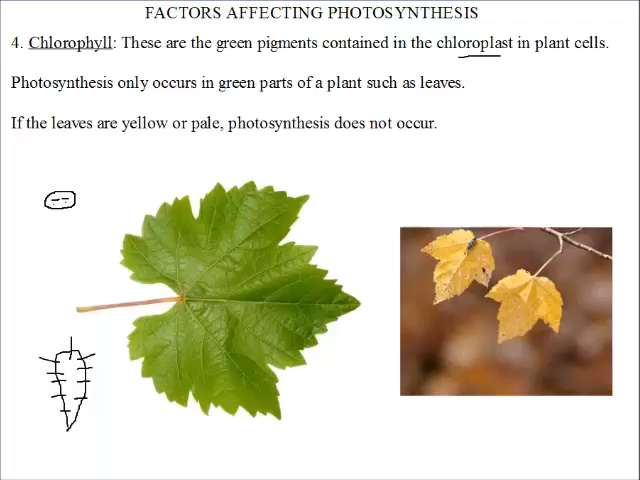 FACTORS AFFECTING PHOTOSYNTHESIS
4. Chlorophyll: These are the green pigments contained in the chloroplast in plant cells.
Photosynthesis only occurs in green parts of a plant such as leaves.
If the leaves are yellow or pale, photosynthesis does not occur.